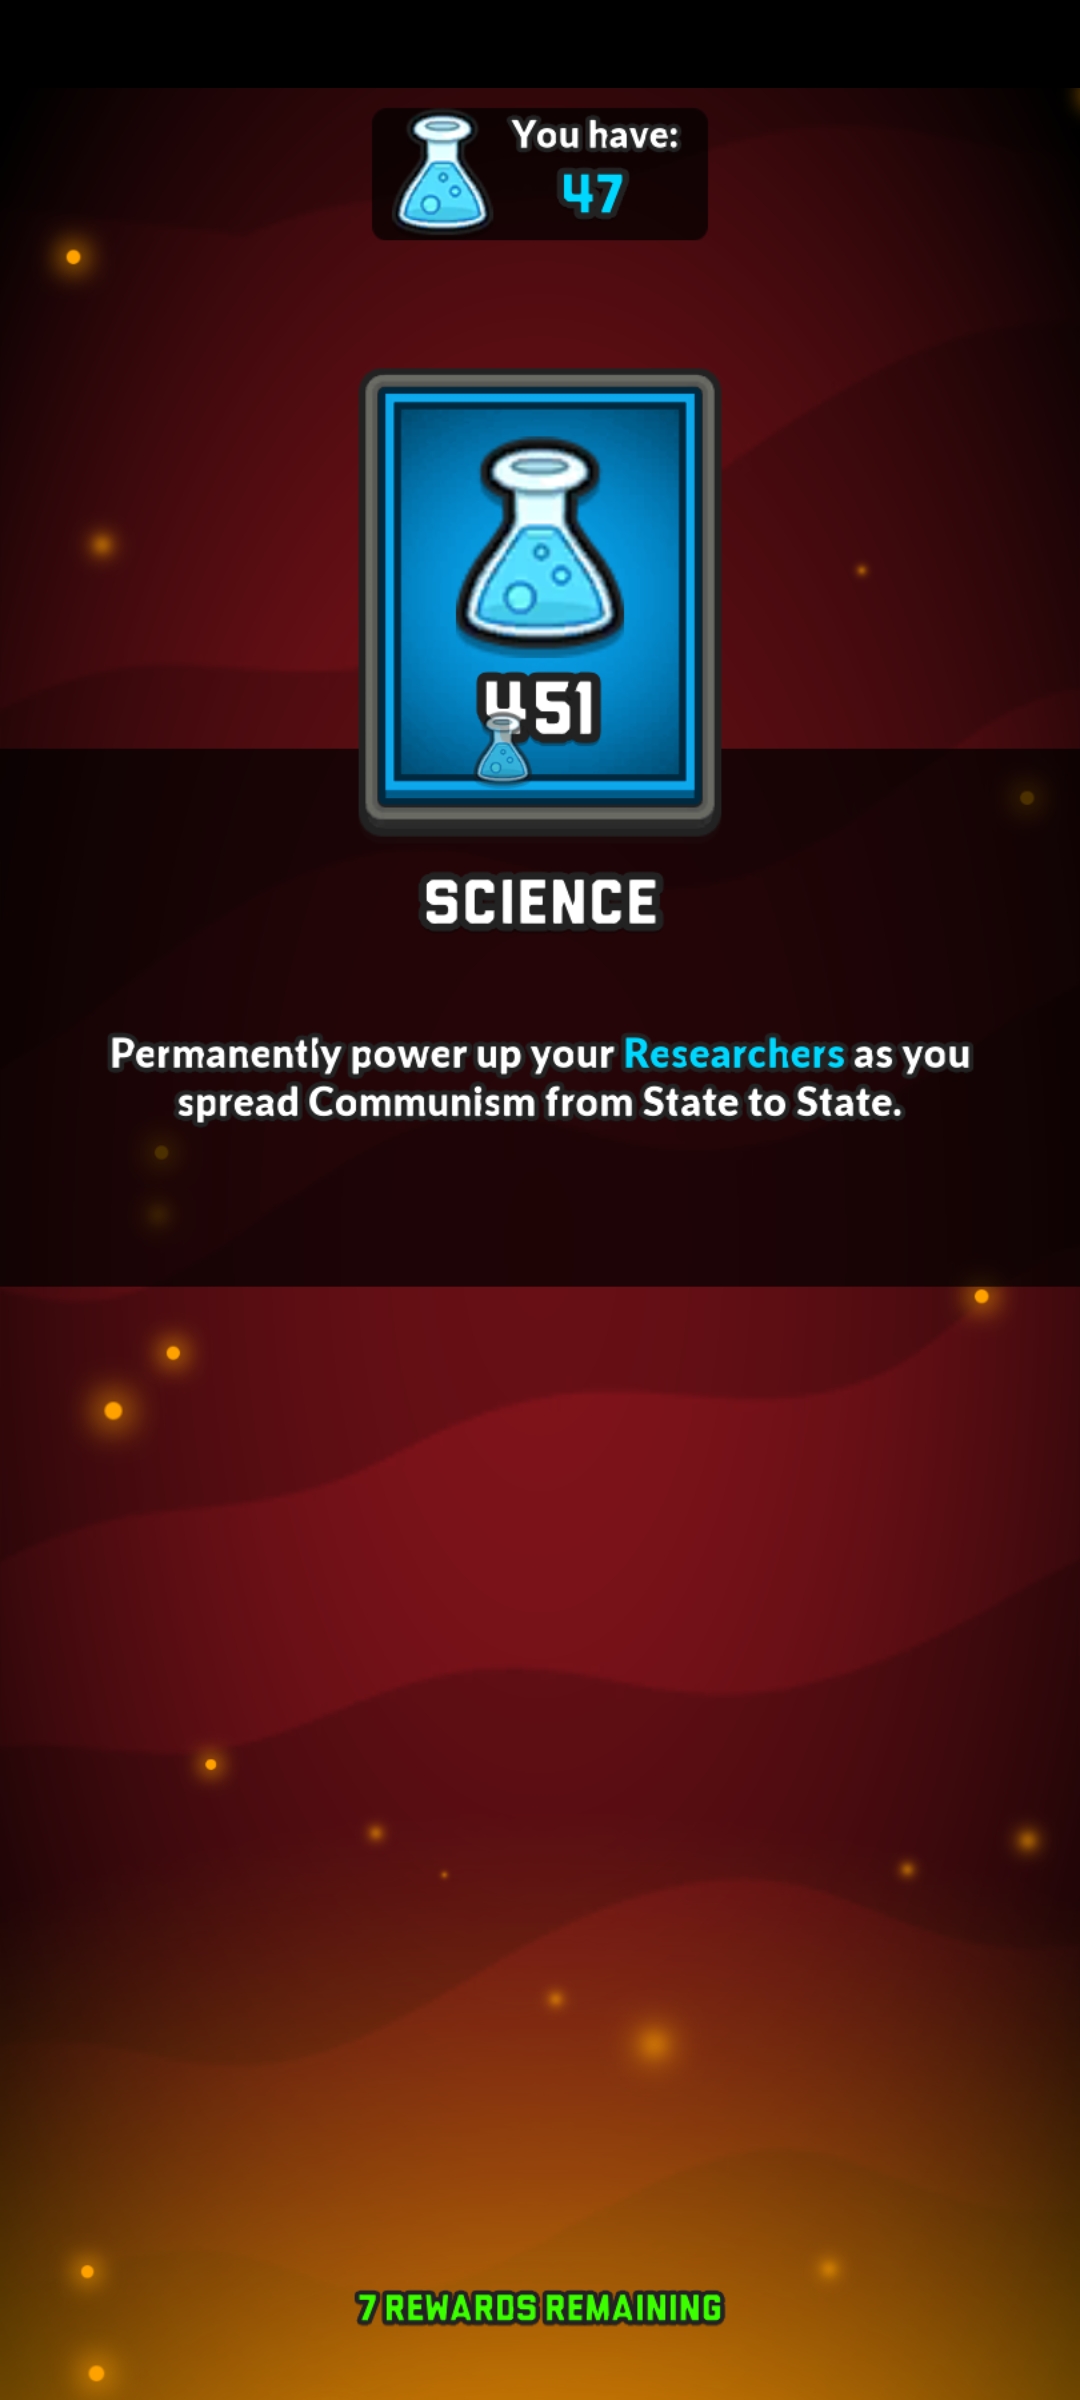 You have:
47
451
SCIENCE
Permanently power up your Researchers as you
spread Communism from State to State.
7 REWARDS REMAINING